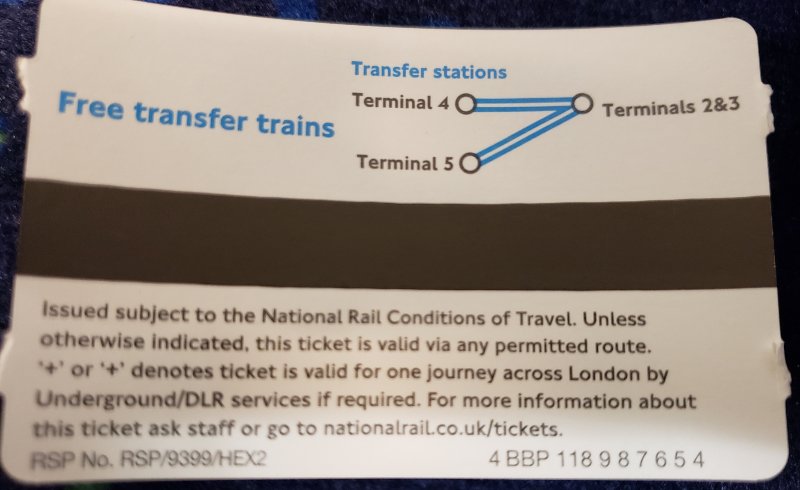 Transfer stations
Free transfer trains
Terminal 4
Terminals 2&3
Terminal 5
Issued subject to the National Rail Conditions of Travel. Unless
otherwise indicated, this ticket is valid via any permitted route.
'+' or '+' denotes ticket is valid for one journey across London by
Underground/DLR services if required. For more information about
this ticket ask staff or go to nationalrail.co.uk/tickets.
RSP No. RSP/9399/HEX2
4 BBP 118 9 8 7 6 5 4